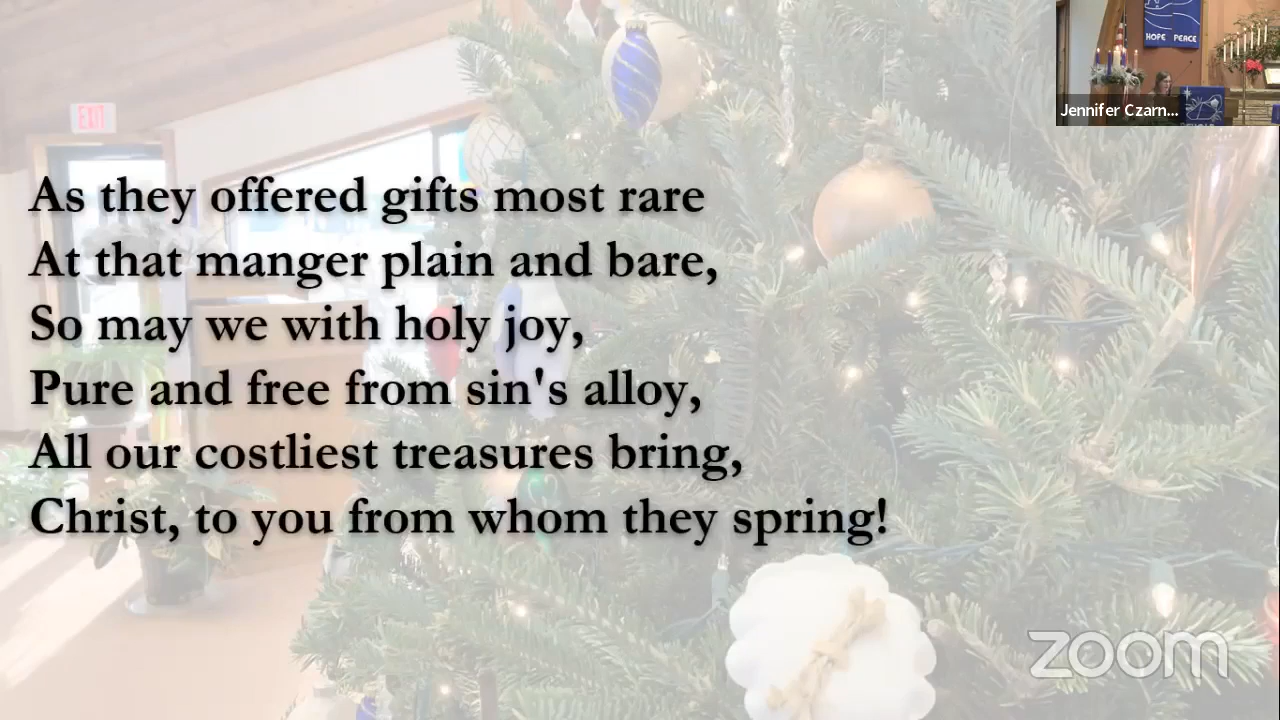 HOPE PEACE
Jennifer Czarn...
EXIT
As they offered gifts most rare
At that manger plain and bare,
So may we with holy joy,
Pure and free from sin's alloy,
All our costliest treasures bring,
Christ, to you from whom they spring!
zoom